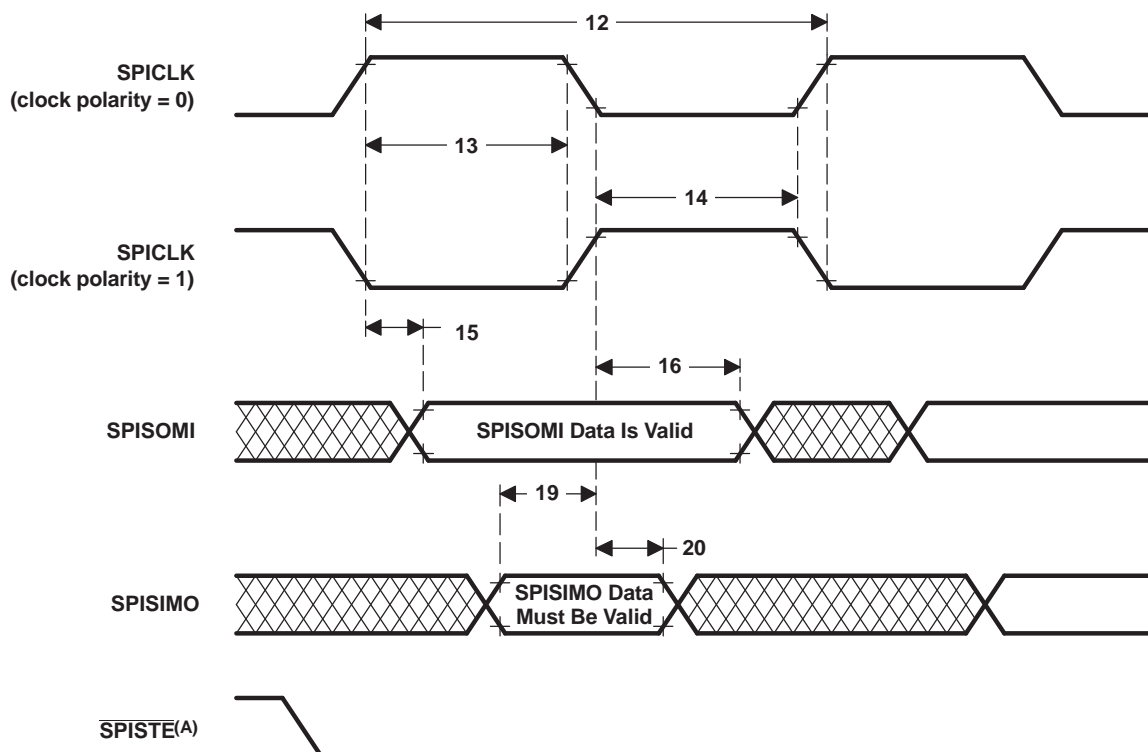 12
SPICLK
(clock polarity = 0)
13
14
SPICLK
(clock polarity = 1)
15
16
SPISOMI
SPISOMI Data Is Valid
19
20
SPISIMO
SPISIMO Data
Must Be Valid
SPISTE(A)